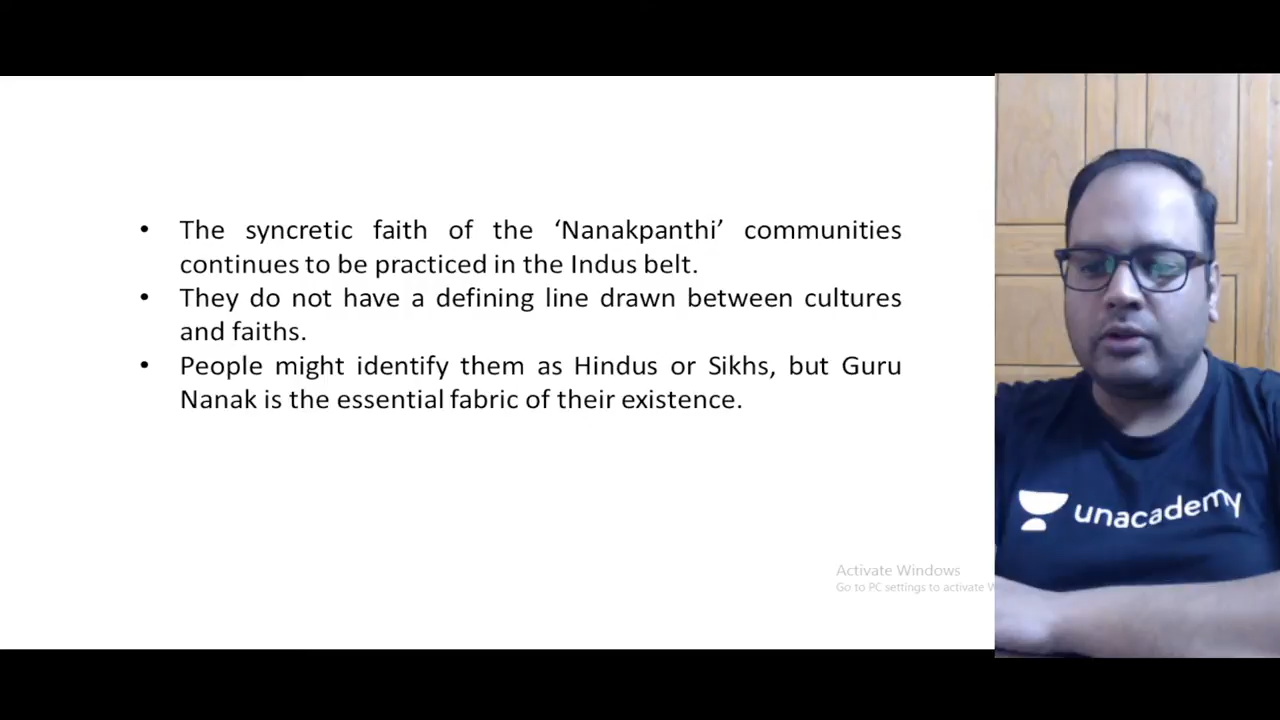 • The syncretic faith of the ‘Nanakpanthi’ communities
continues to be practiced in the Indus belt.
• They do not have a defining line drawn between cultures
and faiths.
• People might identify them as Hindus or Sikhs, but Guru
Nanak is the essential fabric of their existence.
unacademy
Activate Windows
Go to PC settings to activate W